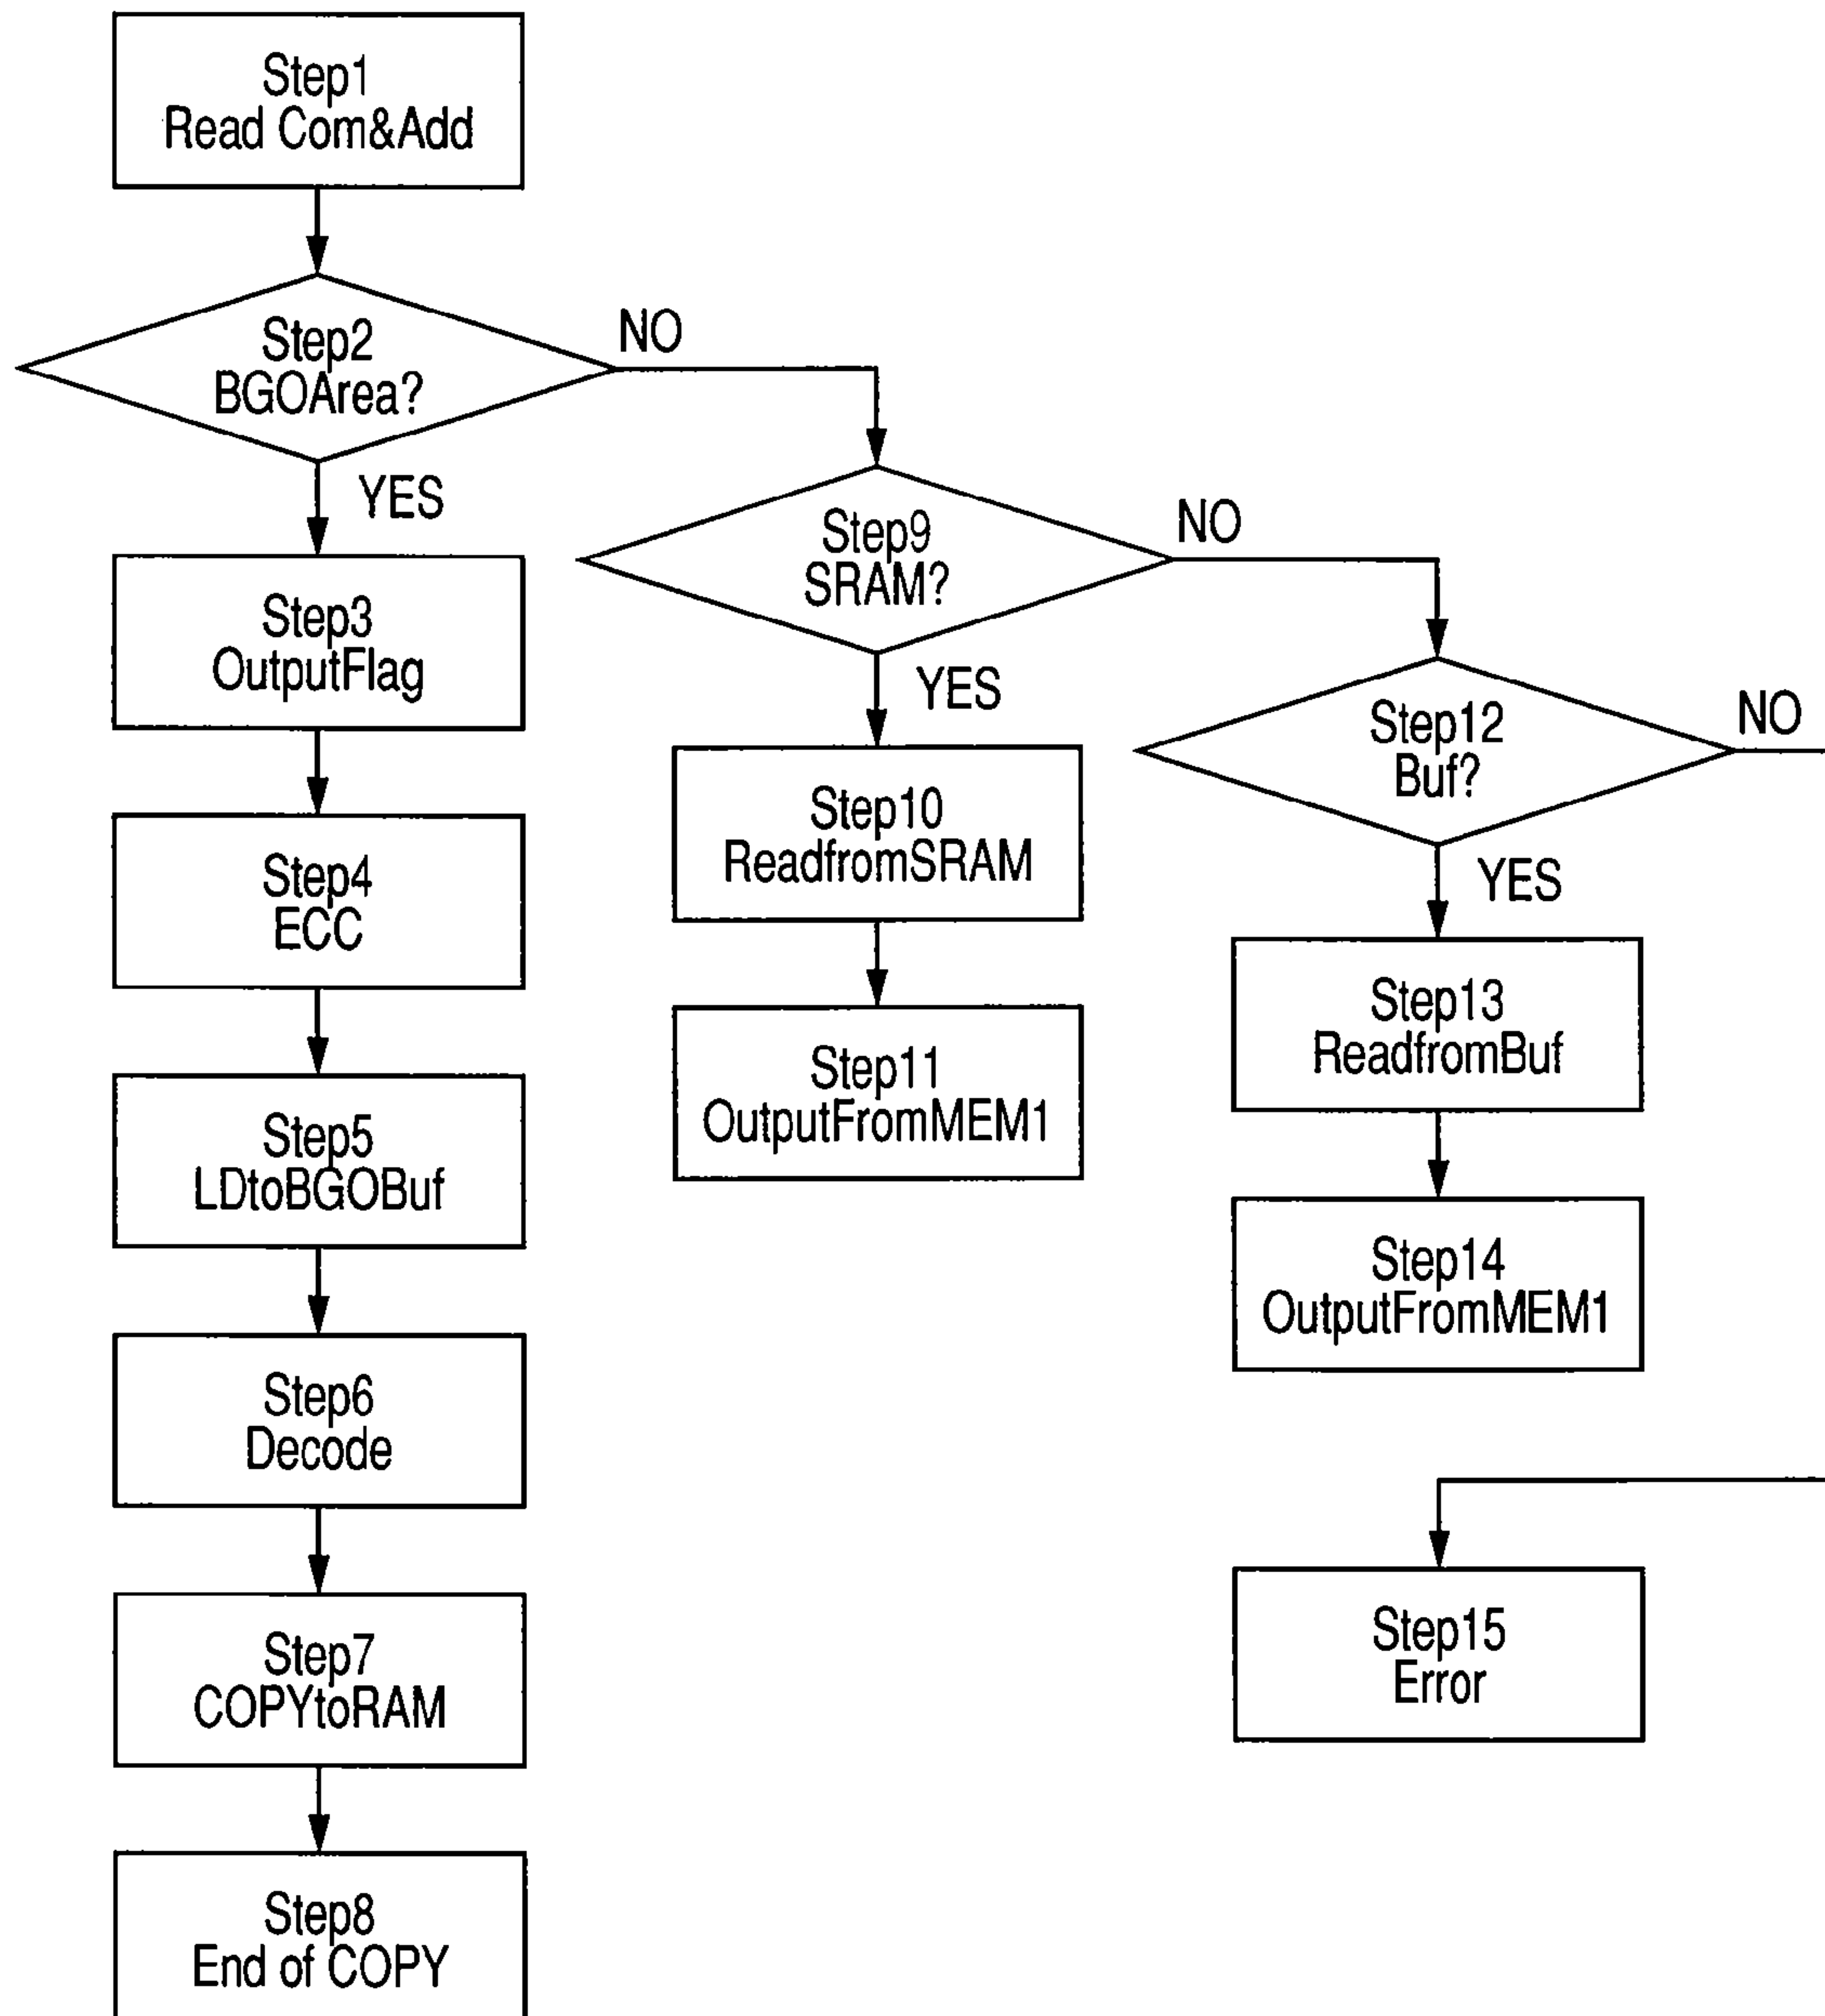 Step1
Read Com&Add
Step2
BGOArea?
NO
YES
Step3
OutputFlag
Step4
ECC
Step5
LDtoBGOBuf
Step6
Decode
Step7
COPYtoRAM
Step8
End of COPY
Step9
SRAM?
NO
YES
Step10
ReadfromSRAM
Step11
OutputFromMEM1
Step12
Buf?
NO
YES
Step13
ReadfromBuf
Step14
OutputFromMEM1
Step15
Error